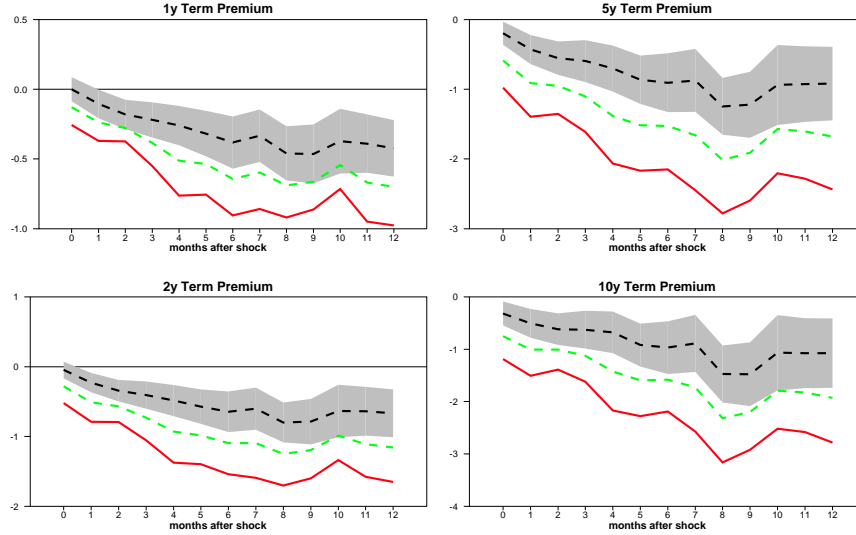 1y Term Premium
0.5
0.0
-0.5
-1.0
0 1 2 3 4 5 6 7 8 9 10 11 12
months after shock
5y Term Premium
0
-1
-2
-3
0 1 2 3 4 5 6 7 8 9 10 11 12
months after shock
2y Term Premium
1
0
-1
-2
0 1 2 3 4 5 6 7 8 9 10 11 12
months after shock
10y Term Premium
0
-1
-2
-3
-4
0 1 2 3 4 5 6 7 8 9 10 11 12
months after shock